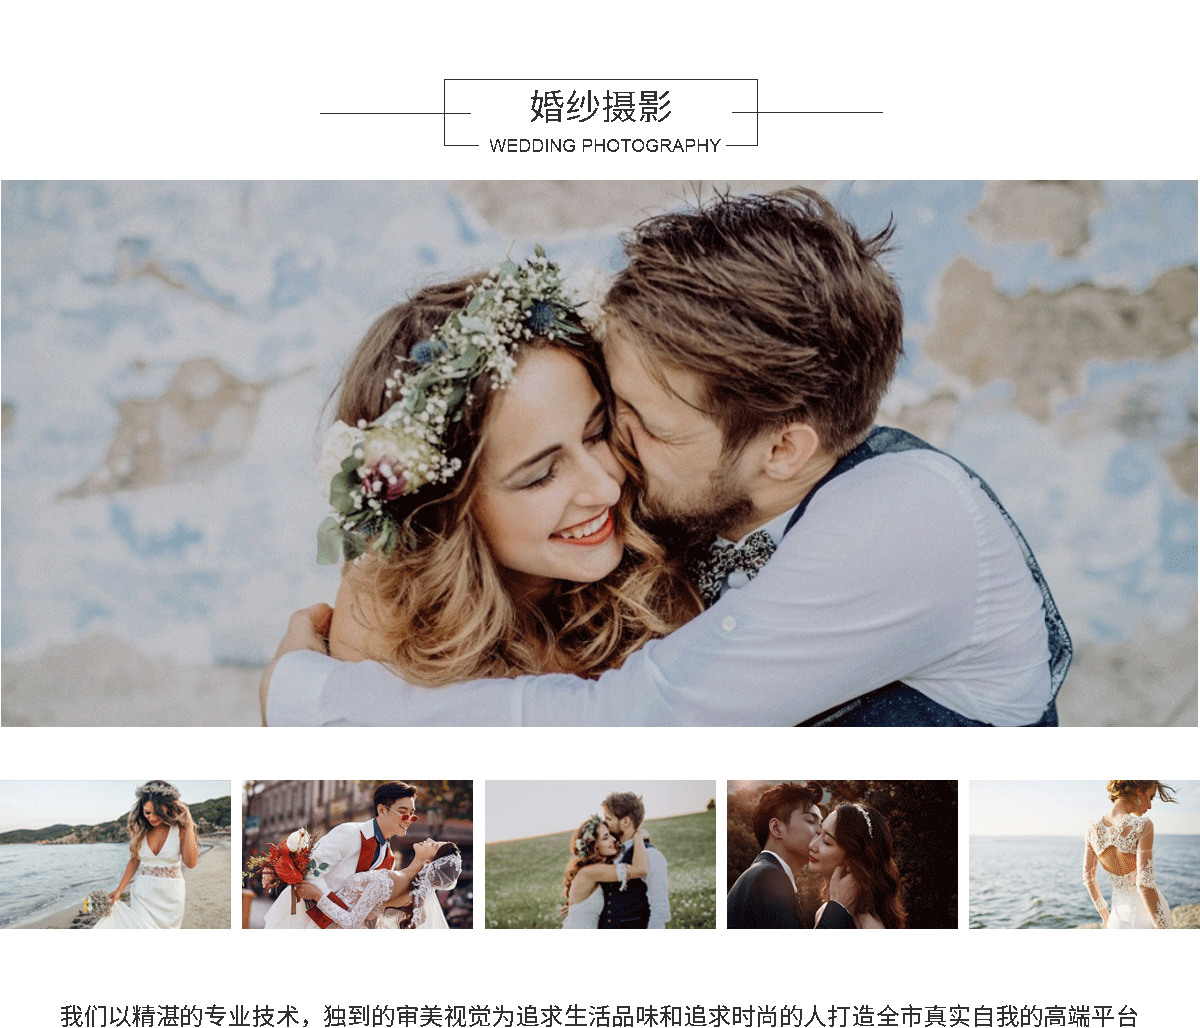 婚纱摄影
WEDDING PHOTOGRAPHY
我们以精湛的专业技术，独到的审美视觉为追求生活品味和追求时尚的人打造全市真实自我的高端平台